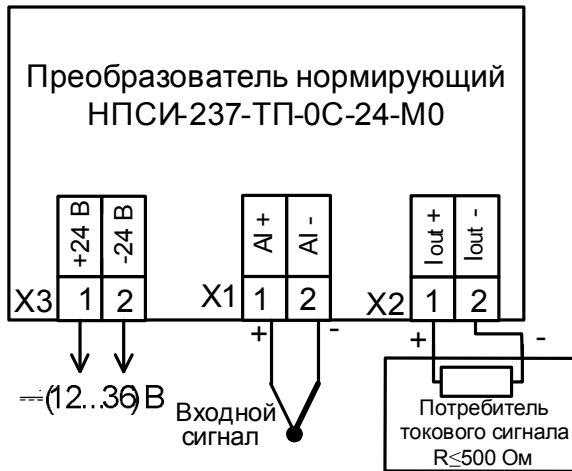 Преобразователь нормирующий
НПСИ-237-ТП-0С-24-М0
+24 В
-24 В
AI +
AI -
Iout +
Iout -
X3 1 2
X1 1 2
X2 1 2
+ -
+ -
(12...36) В
Входной
сигнал
Потребитель
токового сигнала
R≤500 Ом